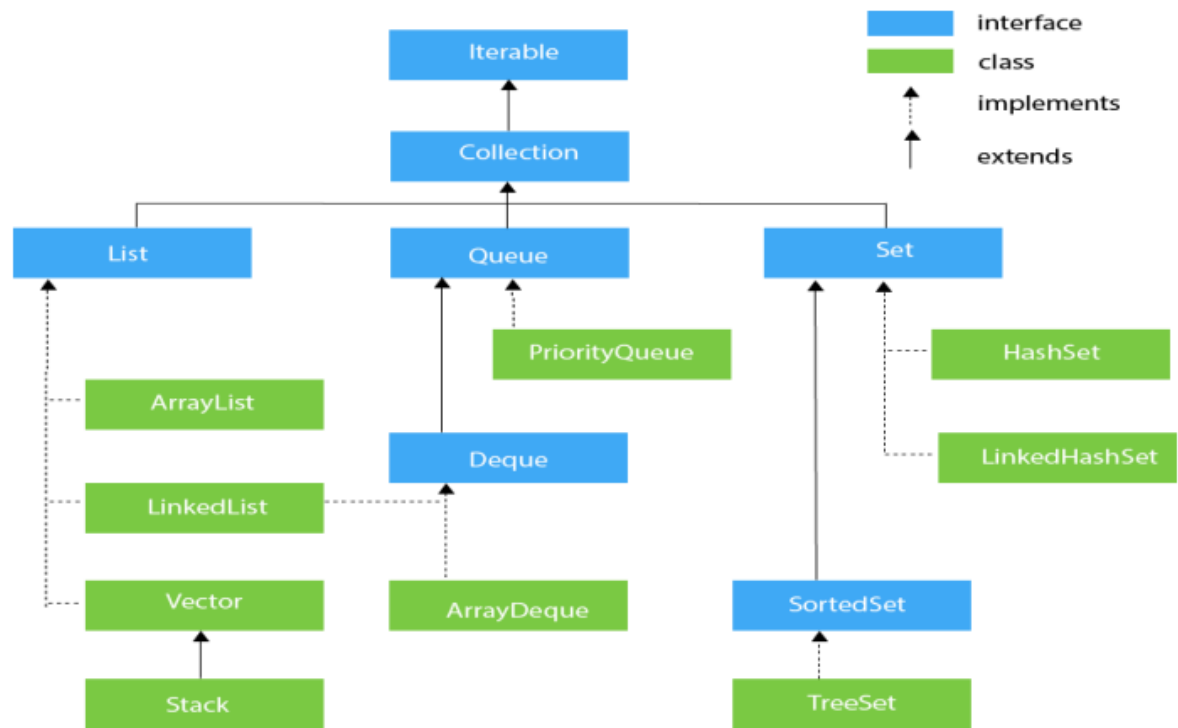 interface
Iterable
class
implements
Collection
extends
List
Queue
Set
PriorityQueue
HashSet
ArrayList
Deque
LinkedHashSet
LinkedList
Vector
ArrayDeque
SortedSet
Stack
TreeSet